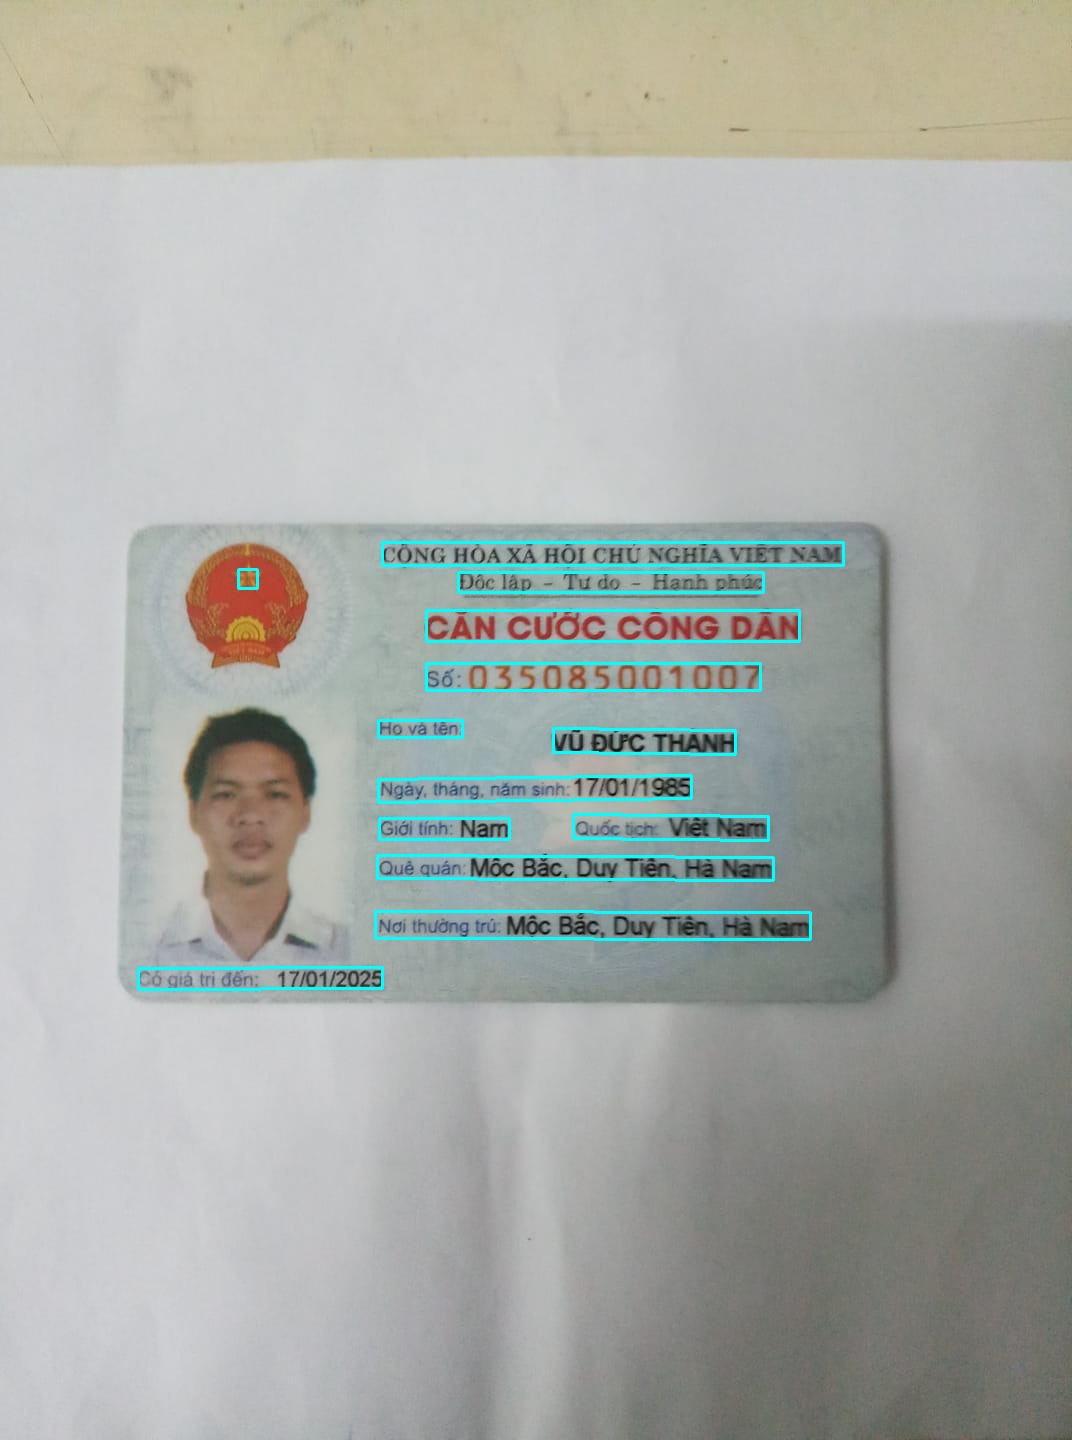 CỘNG HÒA XÃ HỘI CHỦ NGHĨA VIỆT NAM
Độc lập - Tự do - Hạnh phúc
CĂN CƯỚC CÔNG DÂN
Số: 035085001007
Họ và tên:
VŨ ĐỨC THÀNH
Ngày, tháng, năm sinh: 17/01/1985
Giới tính: Nam Quốc tịch: Việt Nam
Quê quán: Mộc Bắc, Duy Tiên, Hà Nam
Nơi thường trú: Mộc Bắc, Duy Tiên, Hà Nam
Có giá trị đến: 17/01/2025